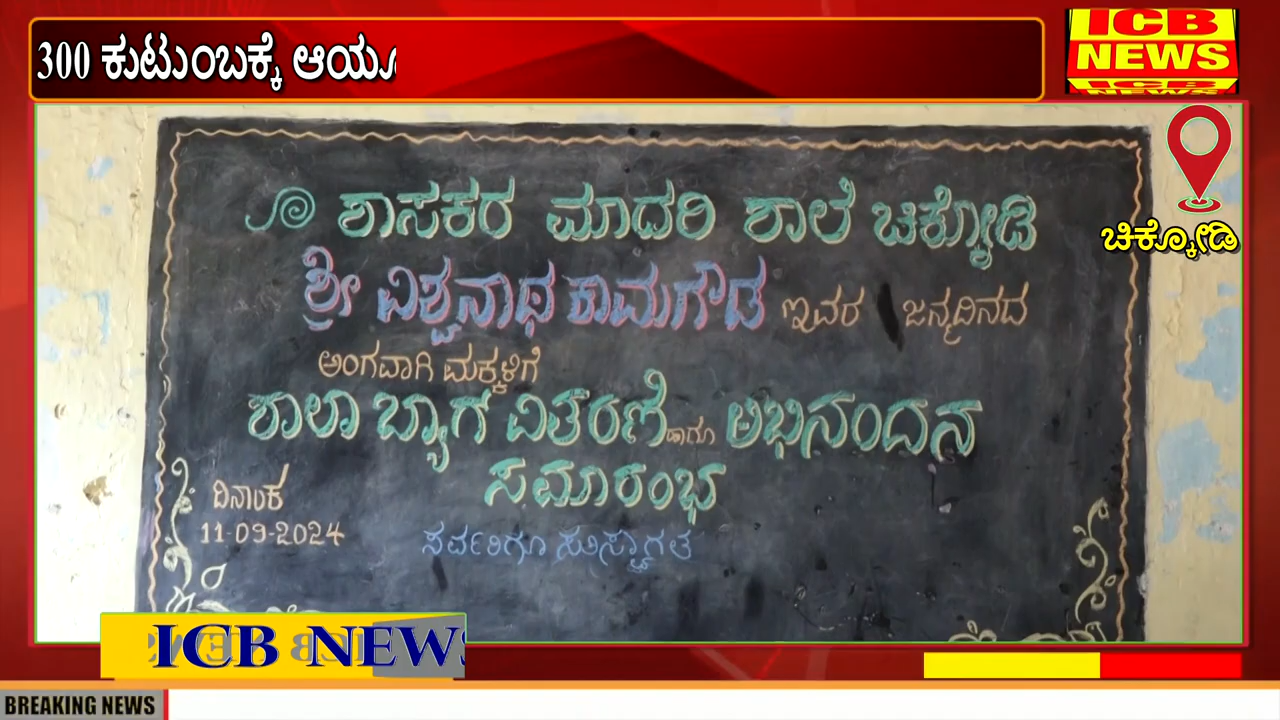 300 ಕುಟುಂಬಕ್ಕೆ
ICB
NEWS
ಚಿಕ್ಕೋಡಿ
ಶಾಸಕರ ಮಾದರಿ ಶಾಲೆ ಚಿಕ್ಕೋಡಿ
ಶ್ರೀ ವಿಶ್ವನಾಥ ಕಾಮಗೌಡ ಇವರ ಜನ್ಮದಿನದ
ಅಂಗವಾಗಿ ಮಕ್ಕಳಿಗೆ
ಶಾಲಾ ಬ್ಯಾಗ ವಿತರಣೆ ಹಾಗೂ ಅಭಿನಂದನ
ಸಮಾರಂಭ
ದಿನಾಂಕ
11-09-2024
ಸರ್ವರಿಗೂ ಸುಸ್ವಾಗತ
ICB NEWS
BREAKING NEWS